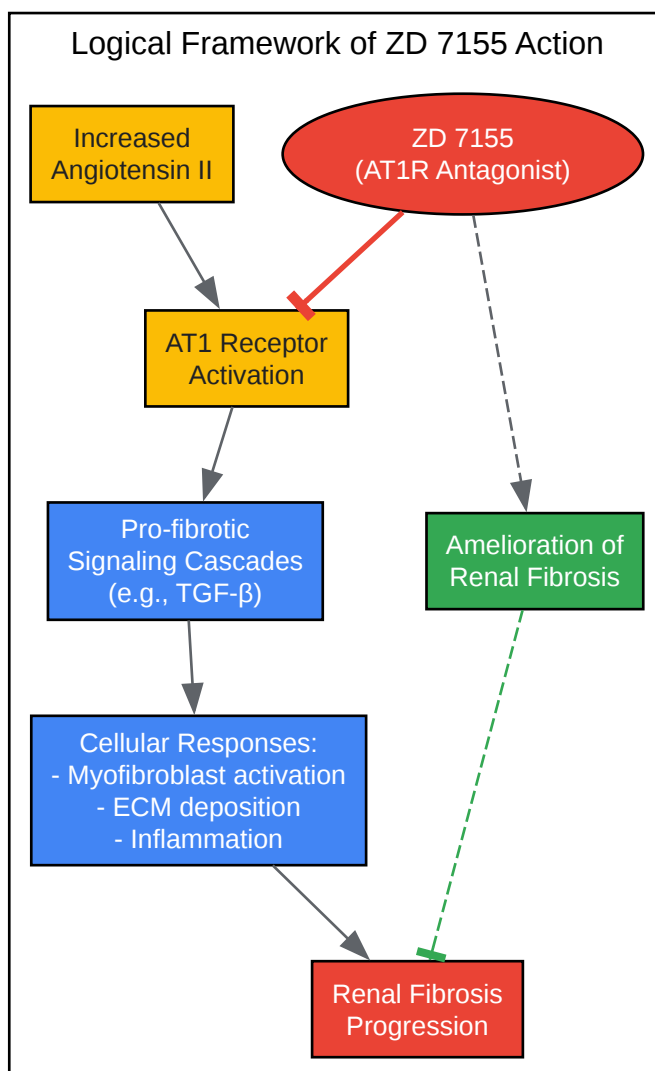 Logical Framework of ZD 7155 Action
Increased
Angiotensin II
ZD 7155
(AT1R Antagonist)
AT1 Receptor
Activation
Pro-fibrotic
Signaling Cascades
(e.g., TGF-β)
Amelioration of
Renal Fibrosis
Cellular Responses:
- Myofibroblast activation
- ECM deposition
- Inflammation
Renal Fibrosis
Progression